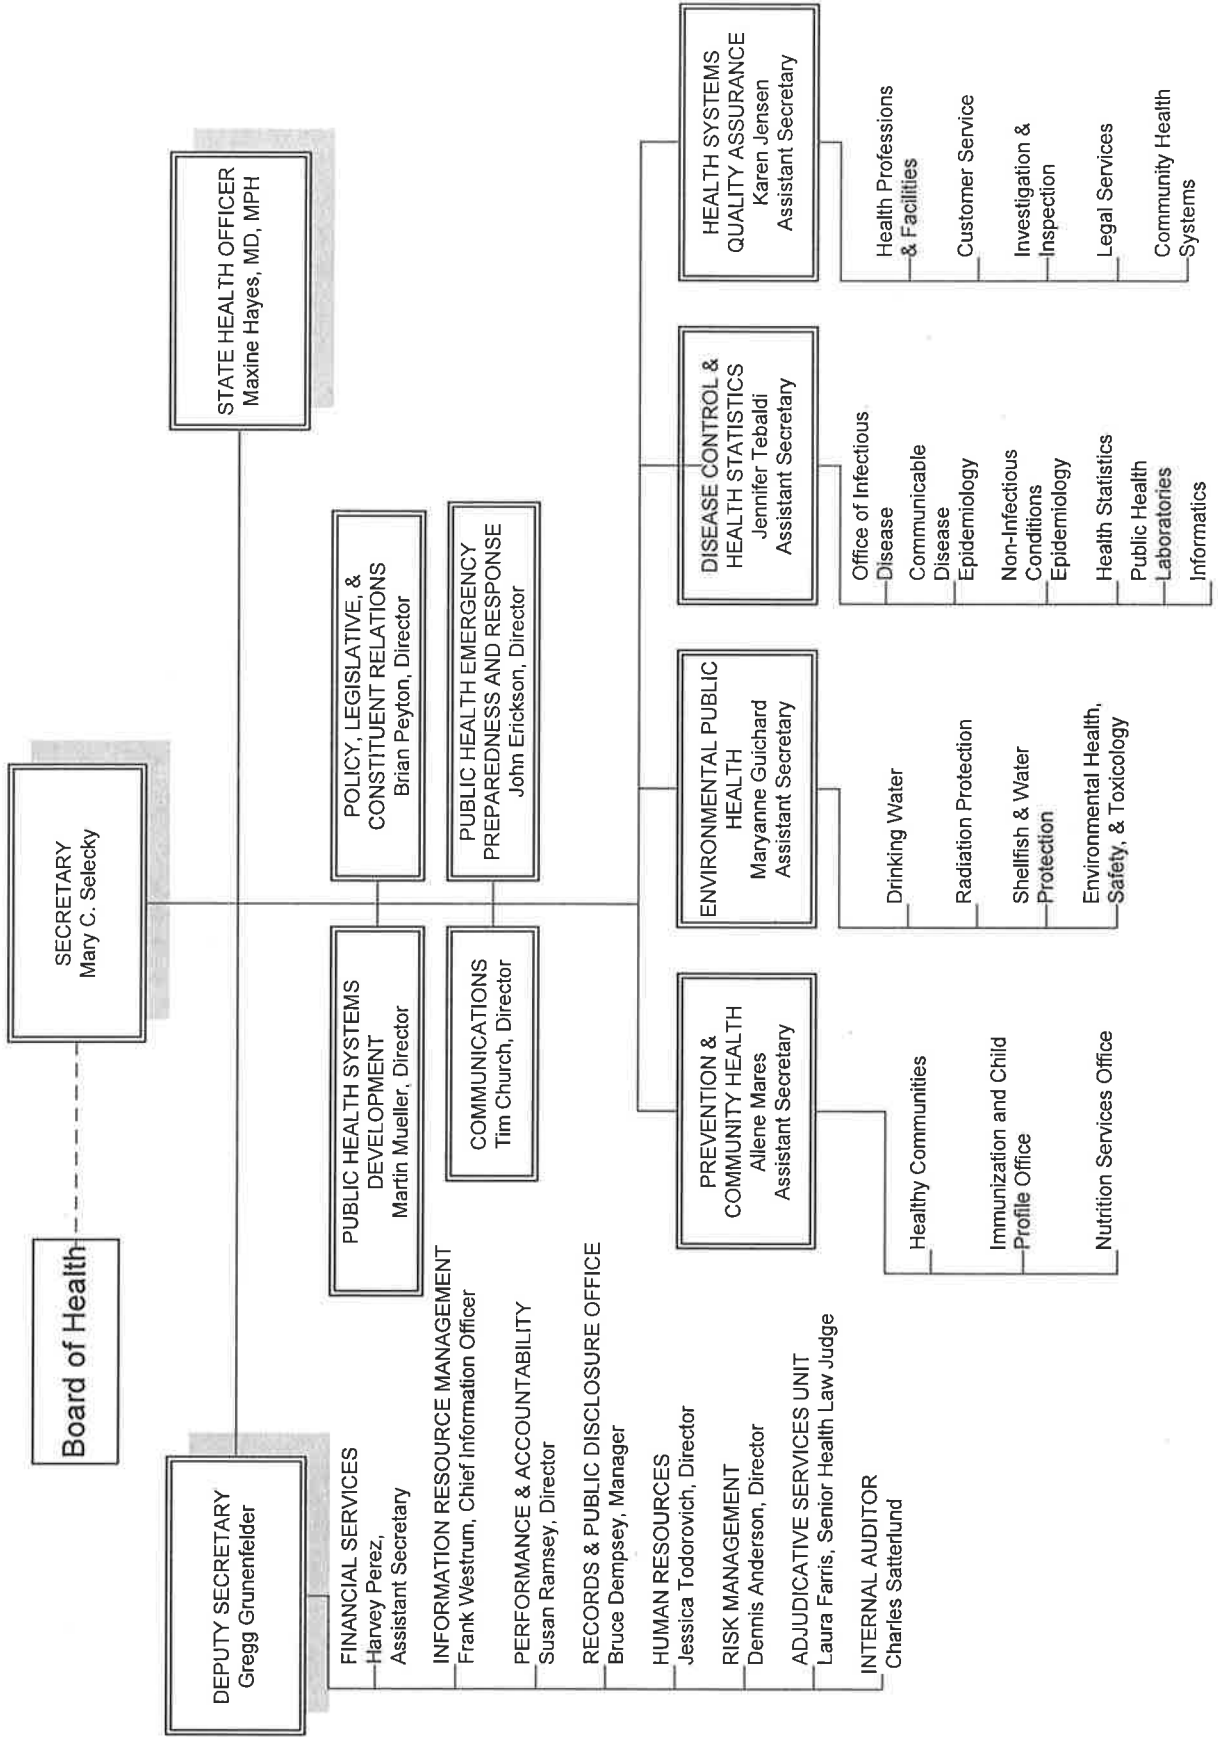 Board of Health
SECRETARY
Mary C. Selecky
DEPUTY SECRETARY
Gregg Grunenfelder
STATE HEALTH OFFICER
Maxine Hayes, MD, MPH
FINANCIAL SERVICES
Harvey Perez,
Assistant Secretary
INFORMATION RESOURCE MANAGEMENT
Frank Westrum, Chief Information Officer
PERFORMANCE & ACCOUNTABILITY
Susan Ramsey, Director
RECORDS & PUBLIC DISCLOSURE OFFICE
Bruce Dempsey, Manager
HUMAN RESOURCES
Jessica Todorovich, Director
RISK MANAGEMENT
Dennis Anderson, Director
ADJUDICATIVE SERVICES UNIT
Laura Farris, Senior Health Law Judge
INTERNAL AUDITOR
Charles Satterlund
PUBLIC HEALTH SYSTEMS
DEVELOPMENT
Martin Mueller, Director
POLICY, LEGISLATIVE, &
CONSTITUENT RELATIONS
Brian Peyton, Director
COMMUNICATIONS
Tim Church, Director
PUBLIC HEALTH EMERGENCY
PREPAREDNESS AND RESPONSE
John Erickson, Director
PREVENTION &
COMMUNITY HEALTH
Allene Mares
Assistant Secretary
Healthy Communities
Immunization and Child
Profile Office
Nutrition Services Office
ENVIRONMENTAL PUBLIC
HEALTH
Maryanne Guichard
Assistant Secretary
Drinking Water
Radiation Protection
Shellfish & Water
Protection
Environmental Health,
Safety, & Toxicology
DISEASE CONTROL &
HEALTH STATISTICS
Jennifer Tebaldi
Assistant Secretary
Office of Infectious
Disease
Communicable
Disease
Epidemiology
Non-Infectious
Conditions
Epidemiology
Health Statistics
Public Health
Laboratories
Informatics
HEALTH SYSTEMS
QUALITY ASSURANCE
Karen Jensen
Assistant Secretary
Health Professions
& Facilities
Customer Service
Investigation &
Inspection
Legal Services
Community Health
Systems